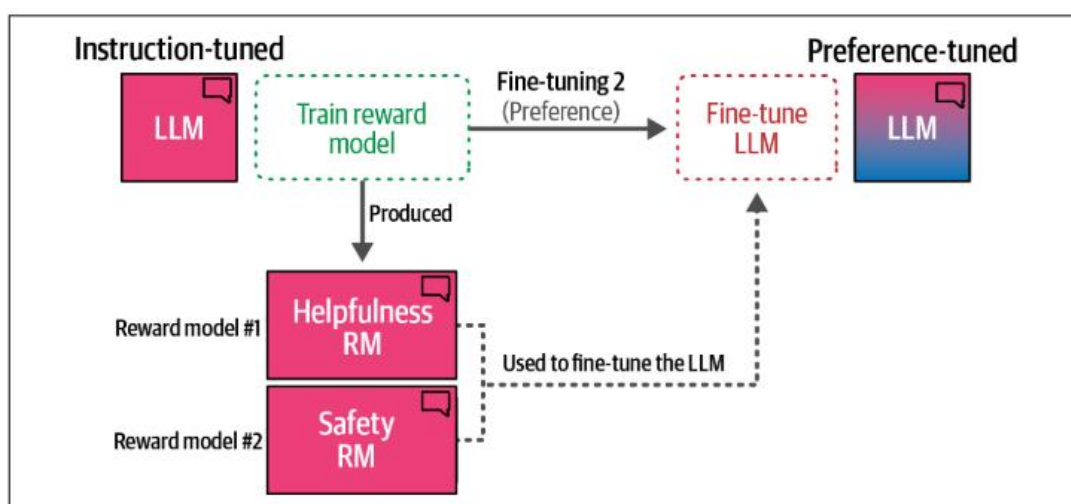 Instruction-tuned
Preference-tuned
LLM
Train reward
model
Fine-tuning 2
(Preference)
Fine-tune
LLM
LLM
Produced
Reward model #1
Helpfulness
RM
Used to fine-tune the LLM
Reward model #2
Safety
RM